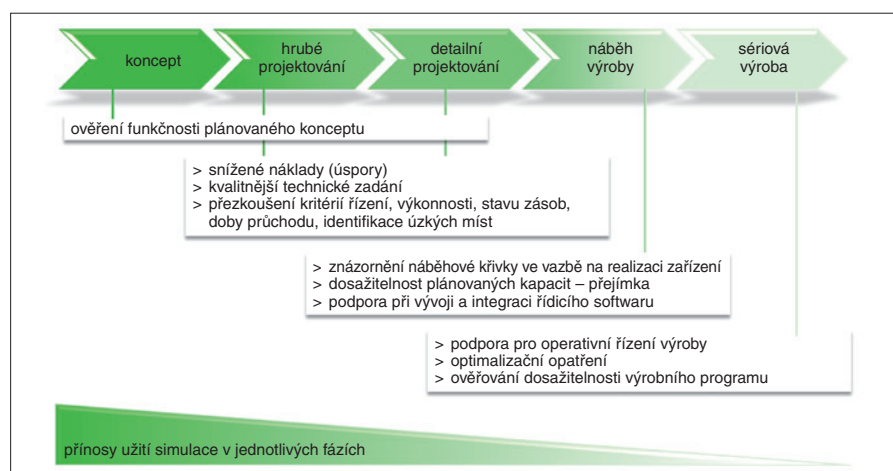 koncept
hrubé
projektování
detailní
projektování
náběh
výroby
sériová
výroba
ověření funkčnosti plánovaného konceptu
> snížené náklady (úspory)
> kvalitnější technické zadání
> přezkoušení kritérií řízení, výkonnosti, stavu zásob,
doby průchodu, identifikace úzkých míst
> znázornění náběhové křivky ve vazbě na realizaci zařízení
> dosažitelnost plánovaných kapacit – přejímka
> podpora při vývoji a integraci řídicího softwaru
> podpora pro operativní řízení výroby
> optimalizační opatření
> ověřování dosažitelnosti výrobního programu
přínosy užití simulace v jednotlivých fázích